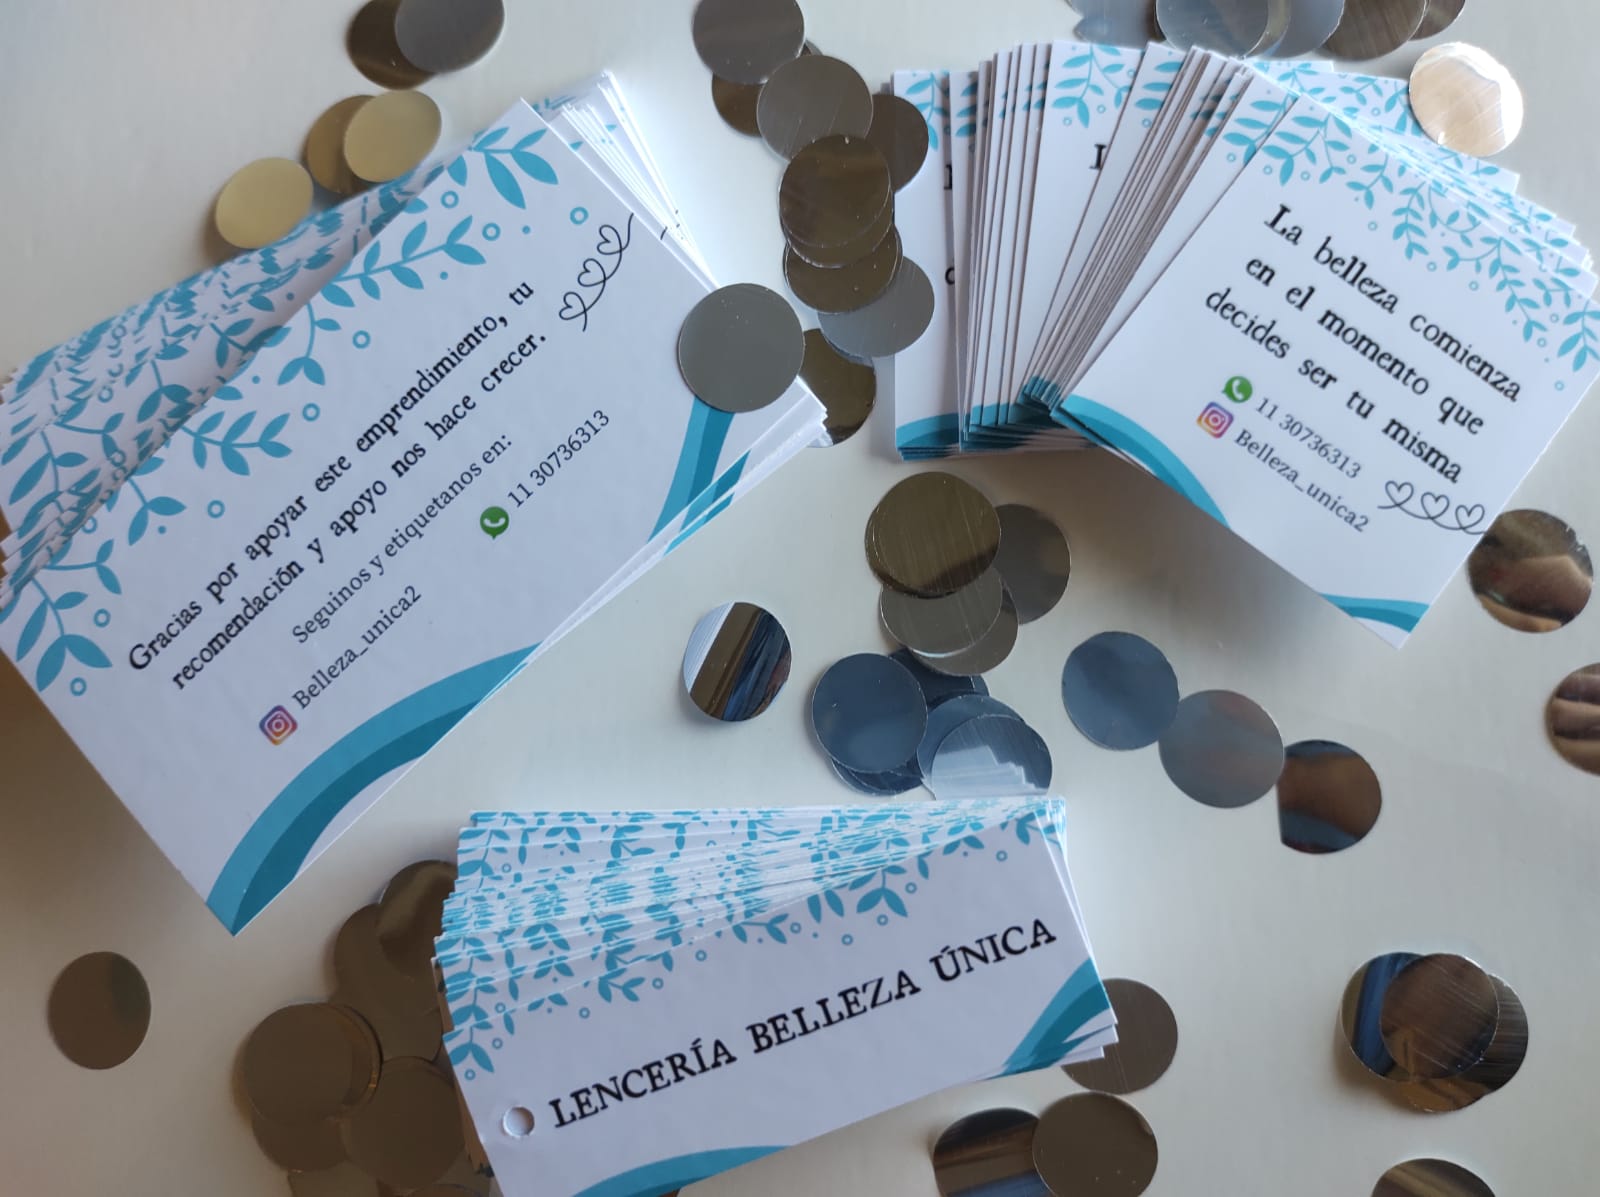 Gracias por apoyar este emprendimiento, tu
recomendación y apoyo nos hace crecer.
Seguinos y etiquetanos en:
Belleza_unica2
11 30736313
La belleza comienza
en el momento que
decides ser tu misma
11 30736313
Belleza_unica2
LENCERÍA BELLEZA ÚNICA